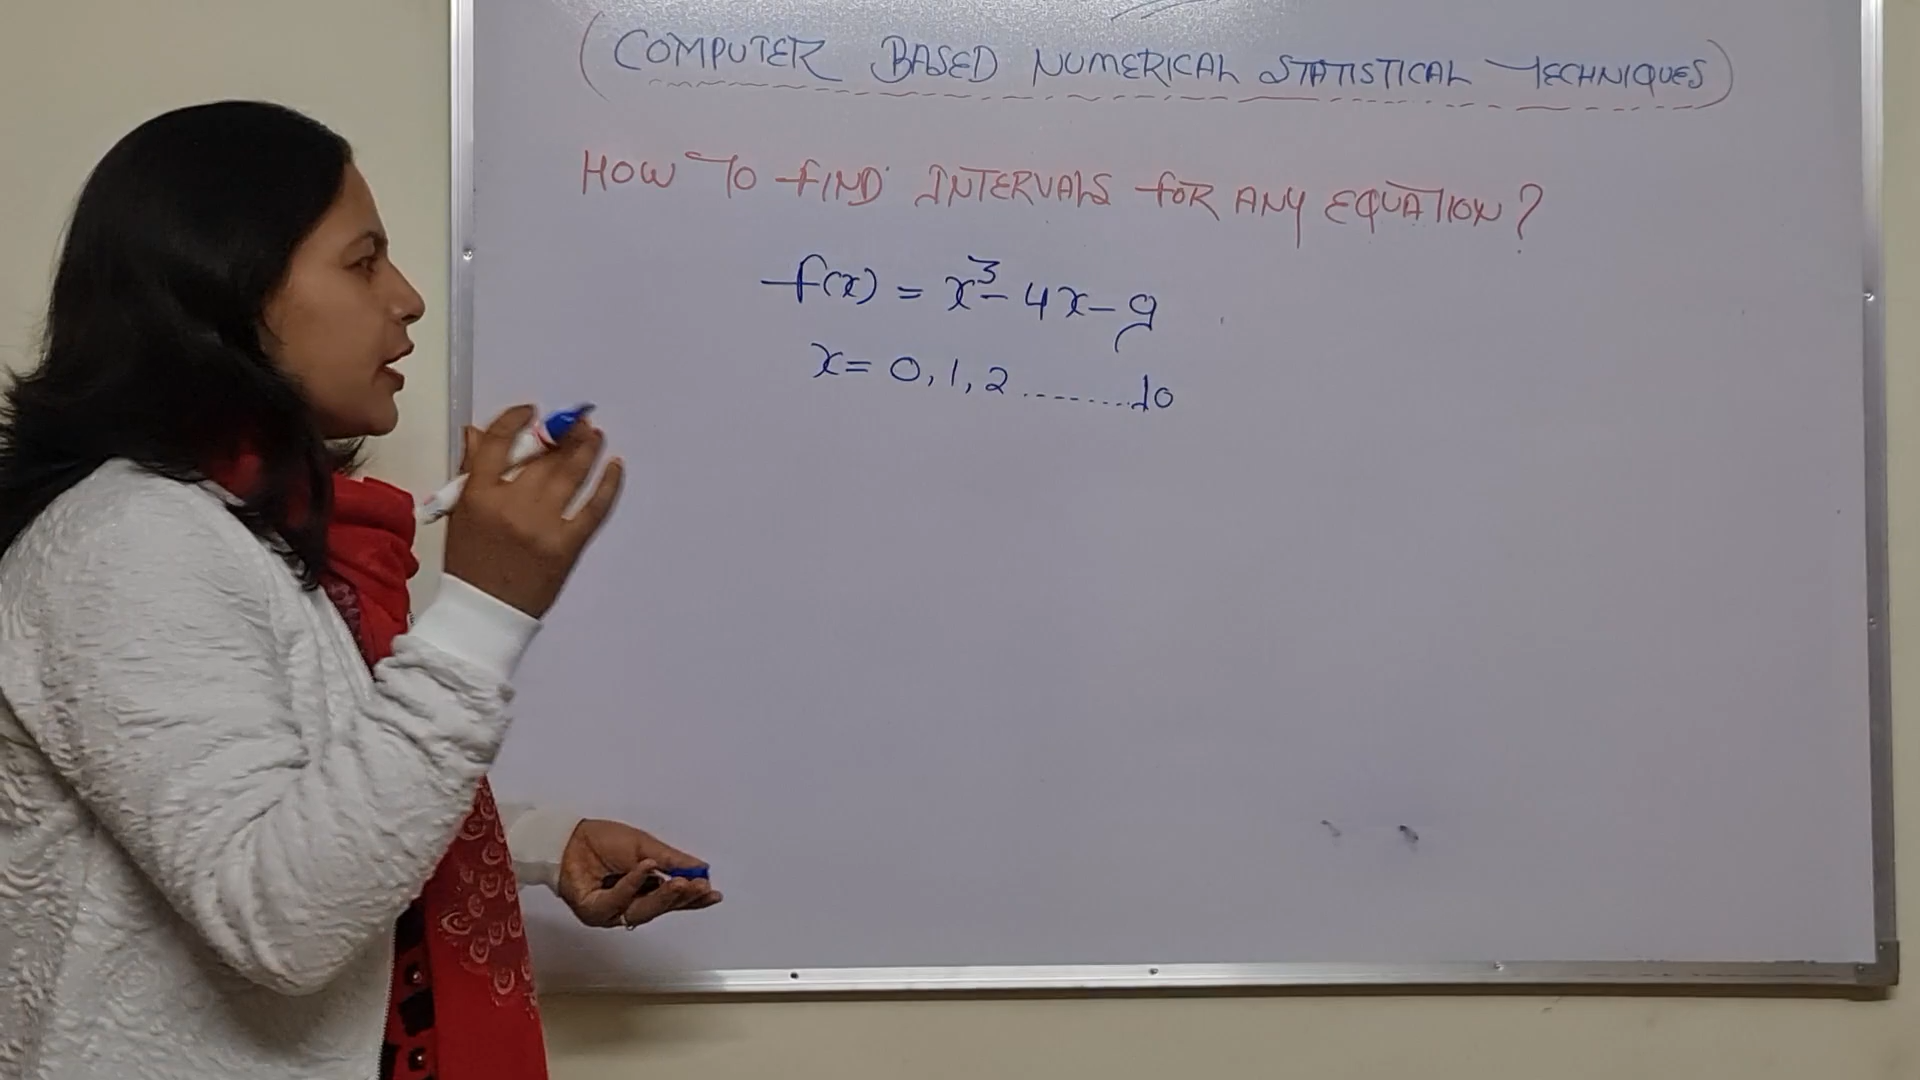 (COMPUTER BASED NUMERICAL STATISTICAL TECHNIQUES)
HOW TO FIND INTERVALS FOR ANY EQUATION?
f(x) = x³- 4x - 9
x = 0, 1, 2 ......... 10